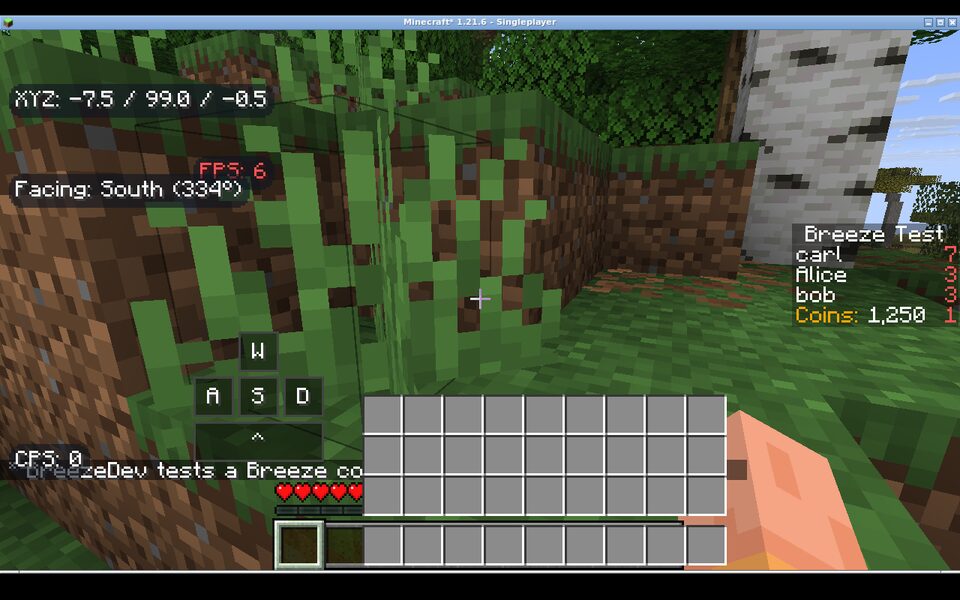 Minecraft* 1.21.6 - Singleplayer
XYZ: -7.5 / 99.0 / -0.5
FPS: 6
Facing: South (334°)
Breeze Test
carl 7
Alice 3
bob 3
Coins: 1,250 1
W
A S D
^
CPS: 0
BreezeDev tests a Breeze co